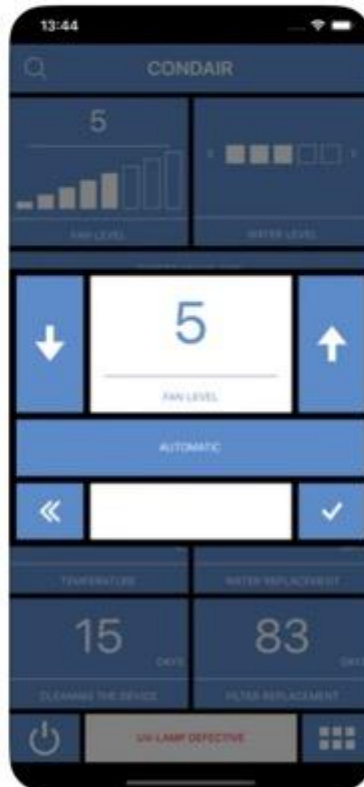 13:44
CONDAIR
5
FAN LEVEL
WATER LEVEL
5
FAN LEVEL
AUTOMATIC
TEMPERATURE
WATER REPLACEMENT
15
DAYS
CLEANING THE DEVICE
83
DAYS
FILTER REPLACEMENT
UV-LAMP DEFECTIVE